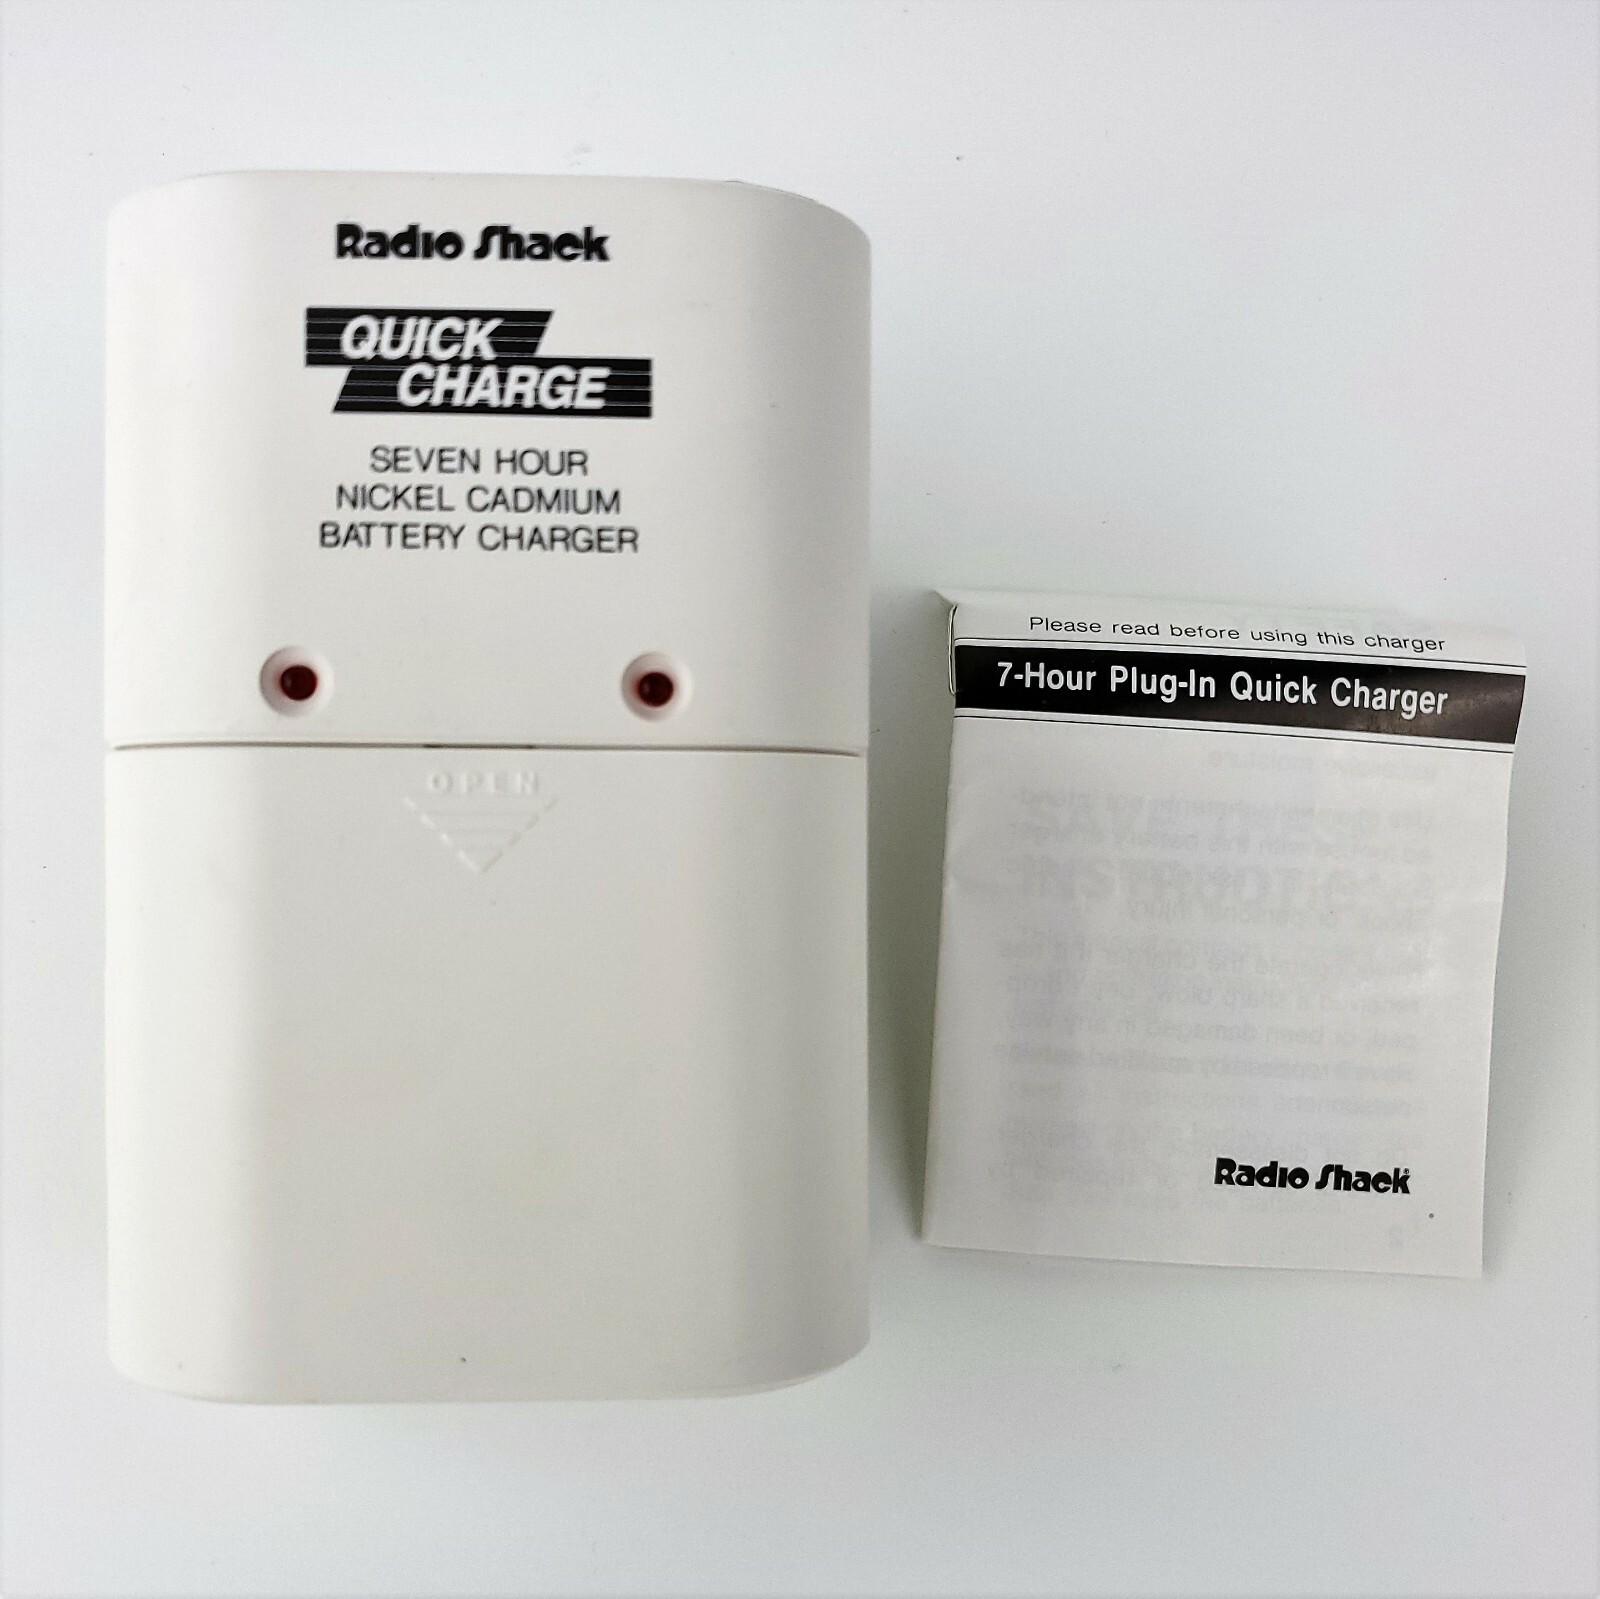 Radio Shack
QUICK
CHARGE
SEVEN HOUR
NICKEL CADMIUM
BATTERY CHARGER
OPEN
Please read before using this charger
7-Hour Plug-In Quick Charger
Radio Shack®